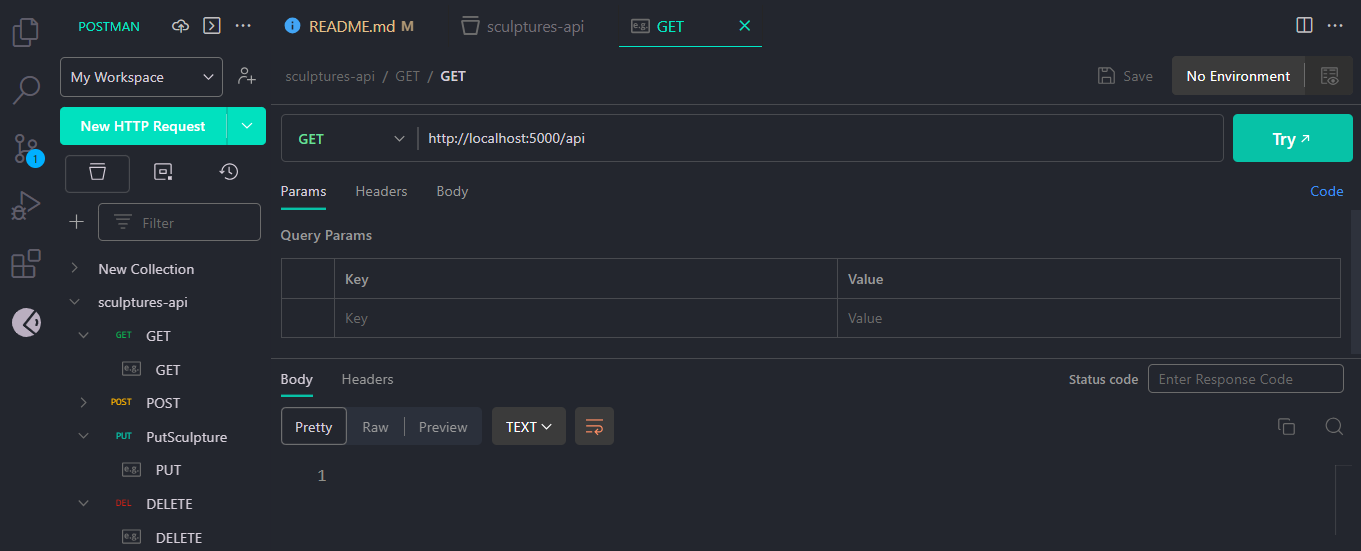 POSTMAN
README.md M
sculptures-api
e.g. GET
My Workspace
sculptures-api / GET / GET
Save
No Environment
New HTTP Request
GET
http://localhost:5000/api
Try
1
Params
Headers
Body
Code
Filter
Query Params
New Collection
Key
Value
sculptures-api
Key
Value
GET GET
e.g. GET
Body
Headers
Status code
Enter Response Code
POST POST
Pretty
Raw
Preview
TEXT
PUT PutSculpture
e.g. PUT
1
DEL DELETE
e.g. DELETE